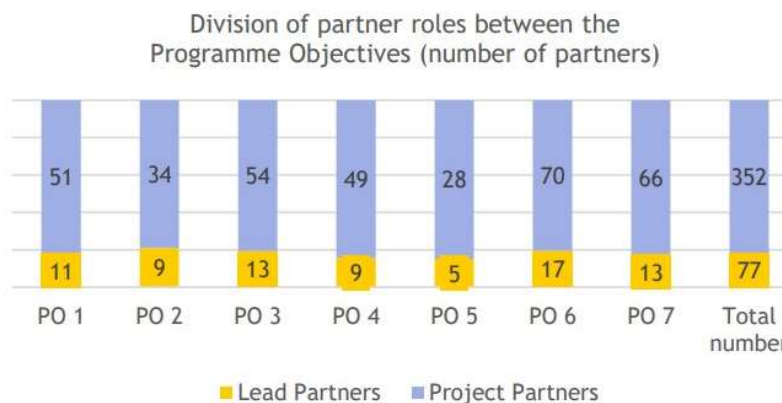 Division of partner roles between the
Programme Objectives (number of partners)
51 34 54 49 28 70 66 352
11 9 13 9 5 17 13 77
PO 1 PO 2 PO 3 PO 4 PO 5 PO 6 PO 7 Total
number
Lead Partners Project Partners